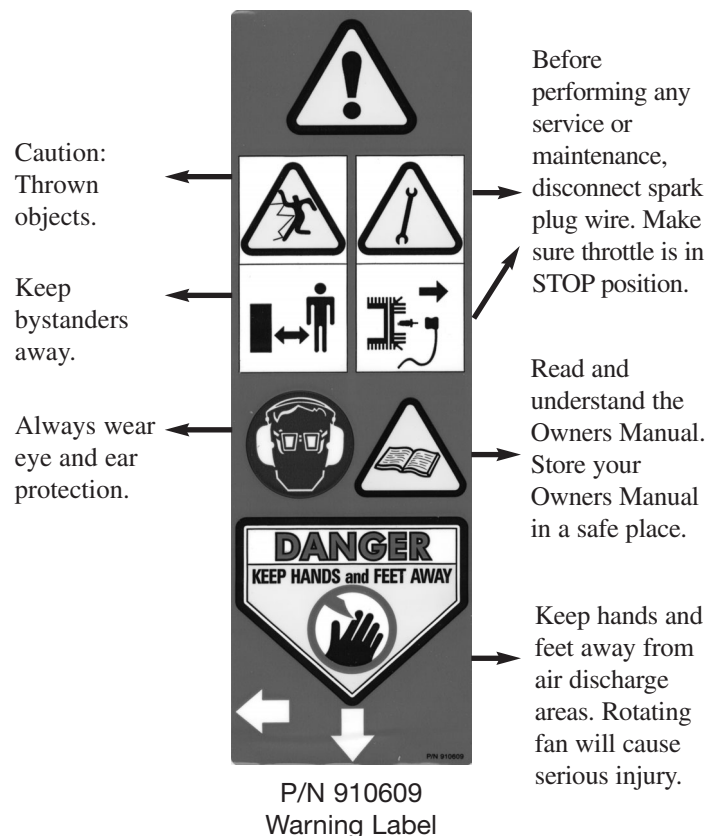 Caution:
Thrown
objects.
Keep
bystanders
away.
Always wear
eye and ear
protection.
DANGER
KEEP HANDS and FEET AWAY
P/N 910609
Before
performing any
service or
maintenance,
disconnect spark
plug wire. Make
sure throttle is in
STOP position.
Read and
understand the
Owners Manual.
Store your
Owners Manual
in a safe place.
Keep hands and
feet away from
air discharge
areas. Rotating
fan will cause
serious injury.
P/N 910609
Warning Label